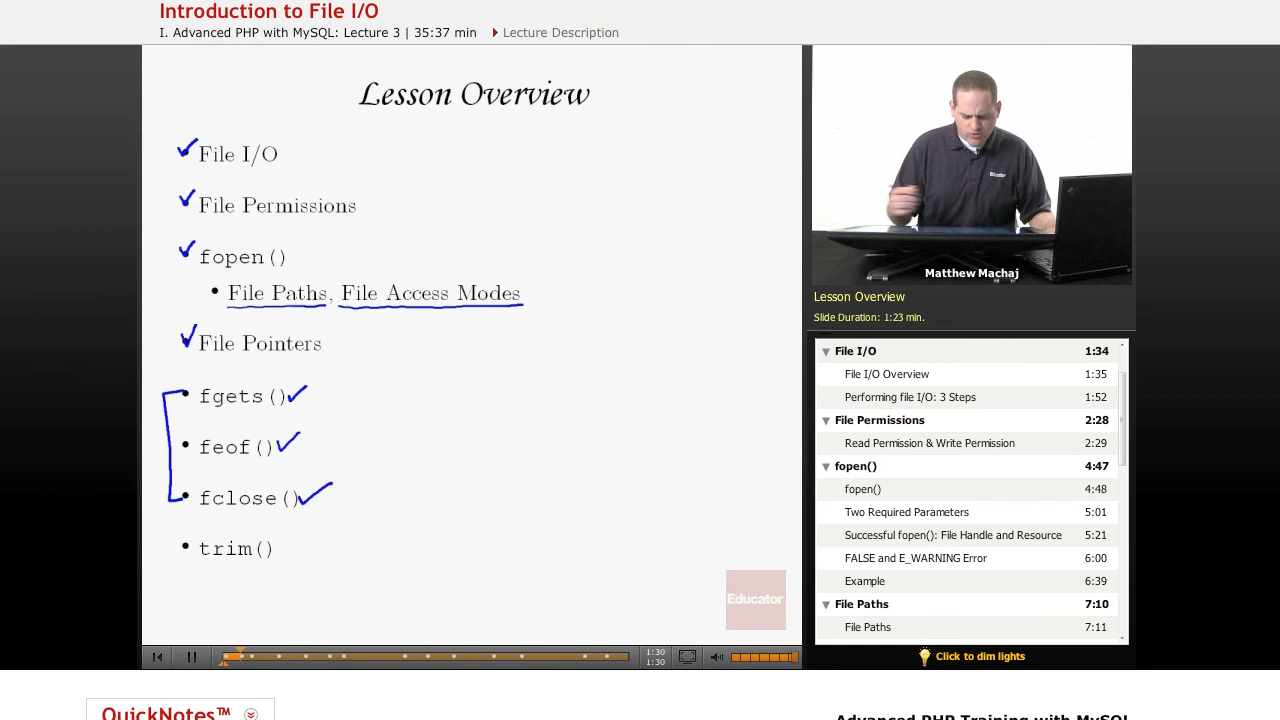 Introduction to File I/O
I. Advanced PHP with MySQL: Lecture 3 | 35:37 min Lecture Description
Lesson Overview
File I/O
File Permissions
fopen()
File Paths, File Access Modes
File Pointers
fgets()
feof()
fclose()
trim()
Educator
1:30
1:30
Matthew Machaj
Lesson Overview
Slide Duration: 1:23 min.
File I/O 1:34
File I/O Overview 1:35
Performing file I/O: 3 Steps 1:52
File Permissions 2:28
Read Permission & Write Permission 2:29
fopen() 4:47
fopen() 4:48
Two Required Parameters 5:01
Successful fopen(): File Handle and Resource 5:21
FALSE and E_WARNING Error 6:00
Example 6:39
File Paths 7:10
File Paths 7:11
Click to dim lights
QuickNotes™
Advanced PHP Training with MySQL